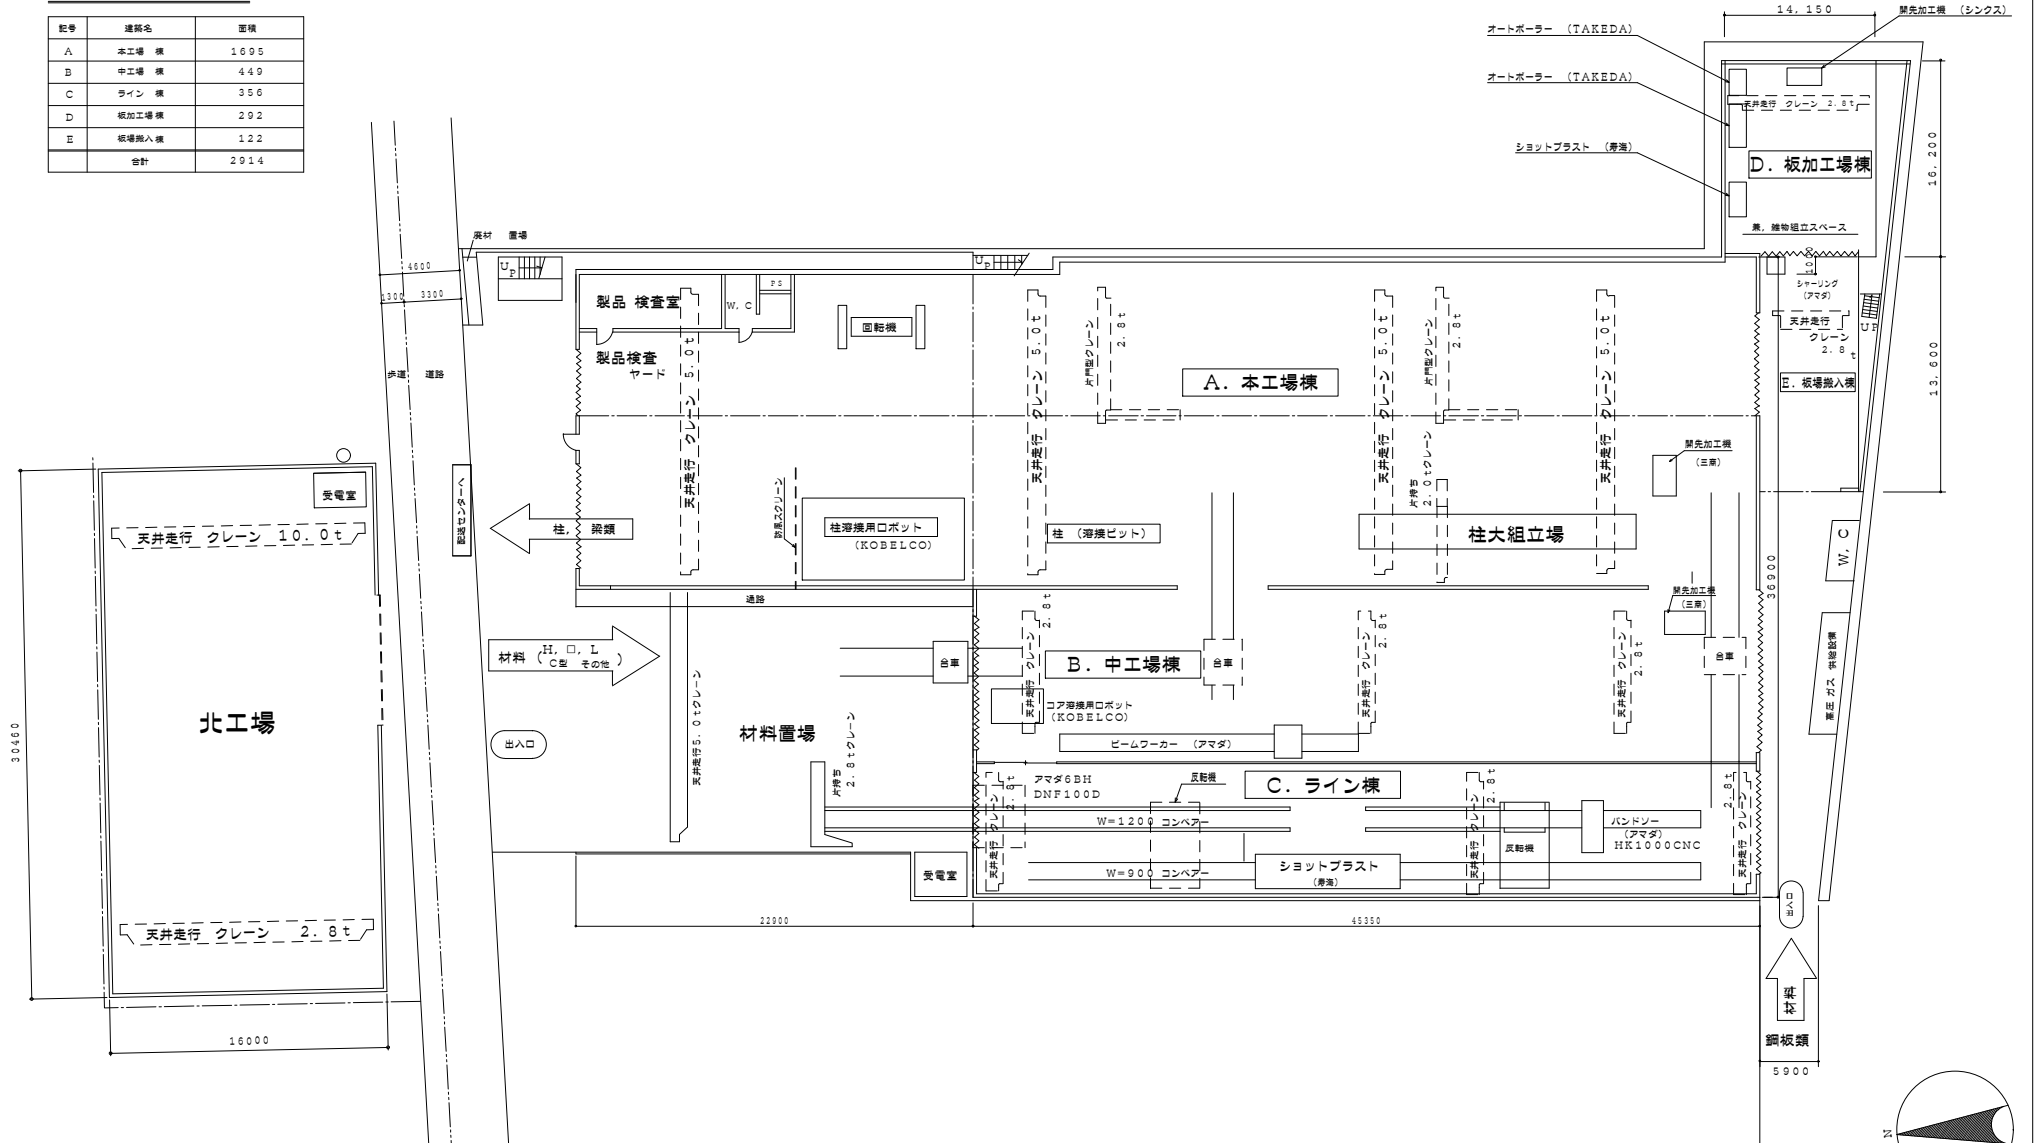 記号 建築名 面積
A 本工場 棟 1695
B 中工場 棟 449
C ライン 棟 356
D 板加工場棟 292
E 板場搬入棟 122
合計 2914
14,150
開先加工機 (シンクス)
オートボーラー (TAKEDA)
オートボーラー (TAKEDA)
ショットブラスト (寿海)
天井走行 クレーン 2.8t
D. 板加工場棟
兼, 雑物組立スペース
16,200
13,600
1000
シャーリング
(アマダ)
天井走行
クレーン
2.8t
UP
E. 板場搬入棟
廃材 置場
UP
UP
4600
1300 3300
歩道 道路
製品 検査室
W, C
PS
製品検査
ヤード
回転機
天井走行 クレーン 5.0t
天井走行 クレーン 5.0t
片門型クレーン
2.8t
天井走行 クレーン 5.0t
片門型クレーン
2.8t
天井走行 クレーン 5.0t
A. 本工場棟
片持ち
2.0tクレーン
開先加工機
(三商)
配送センターへ
柱, 梁類
防風スクリーン
柱溶接用ロボット
(KOBELCO)
柱 (溶接ピット)
柱大組立場
W, C
36900
高圧ガス 供給設備
受電室
天井走行 クレーン 10.0t
北工場
天井走行 クレーン 2.8t
30460
16000
通路
材料 (H, □, L
C型 その他)
出入口
材料置場
天井走行5.0tクレーン
片持ち
2.8tクレーン
台車
天井走行 クレーン
2.8t
B. 中工場棟
台車
天井走行 クレーン
2.8t
天井走行 クレーン
2.8t
開先加工機
(三商)
台車
コア溶接用ロボット
(KOBELCO)
ビームワーカー (アマダ)
アマダ6BH
DNF100D
反転機
C. ライン棟
天井走行 クレーン
2.8t
天井走行 クレーン
2.8t
天井走行 クレーン
2.8t
W=1200 コンベアー
バンドソー
(アマダ)
HK1000CNC
反転機
W=900 コンベアー
ショットブラスト
(寿海)
受電室
22900
45350
出入口
材料
鋼板類
5900
N